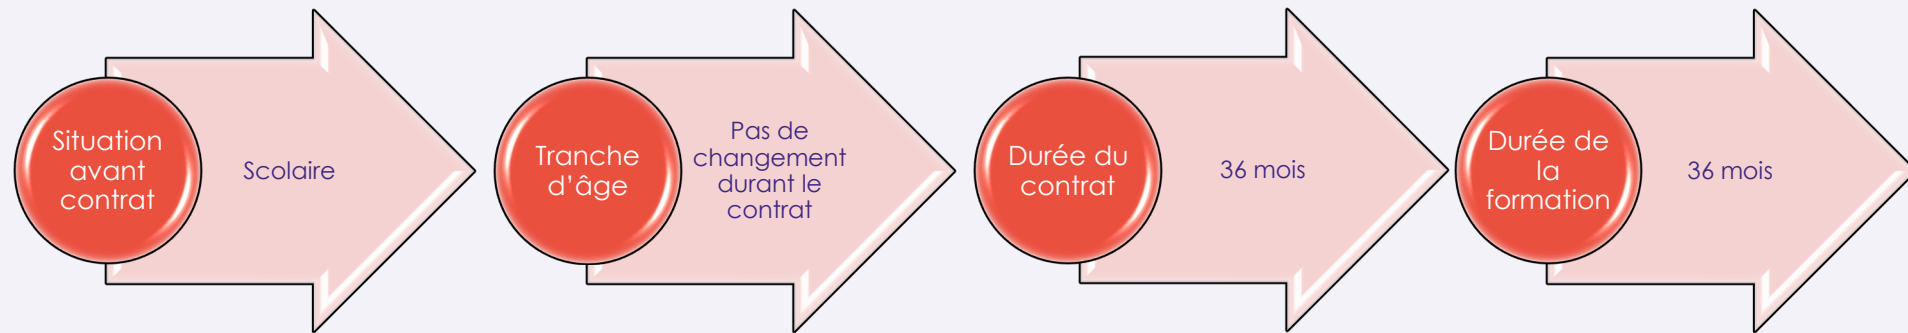 Situation
avant
contrat
Scolaire
Tranche
d'âge
Pas de
changement
durant le
contrat
Durée du
contrat
36 mois
Durée de
la
formation
36 mois